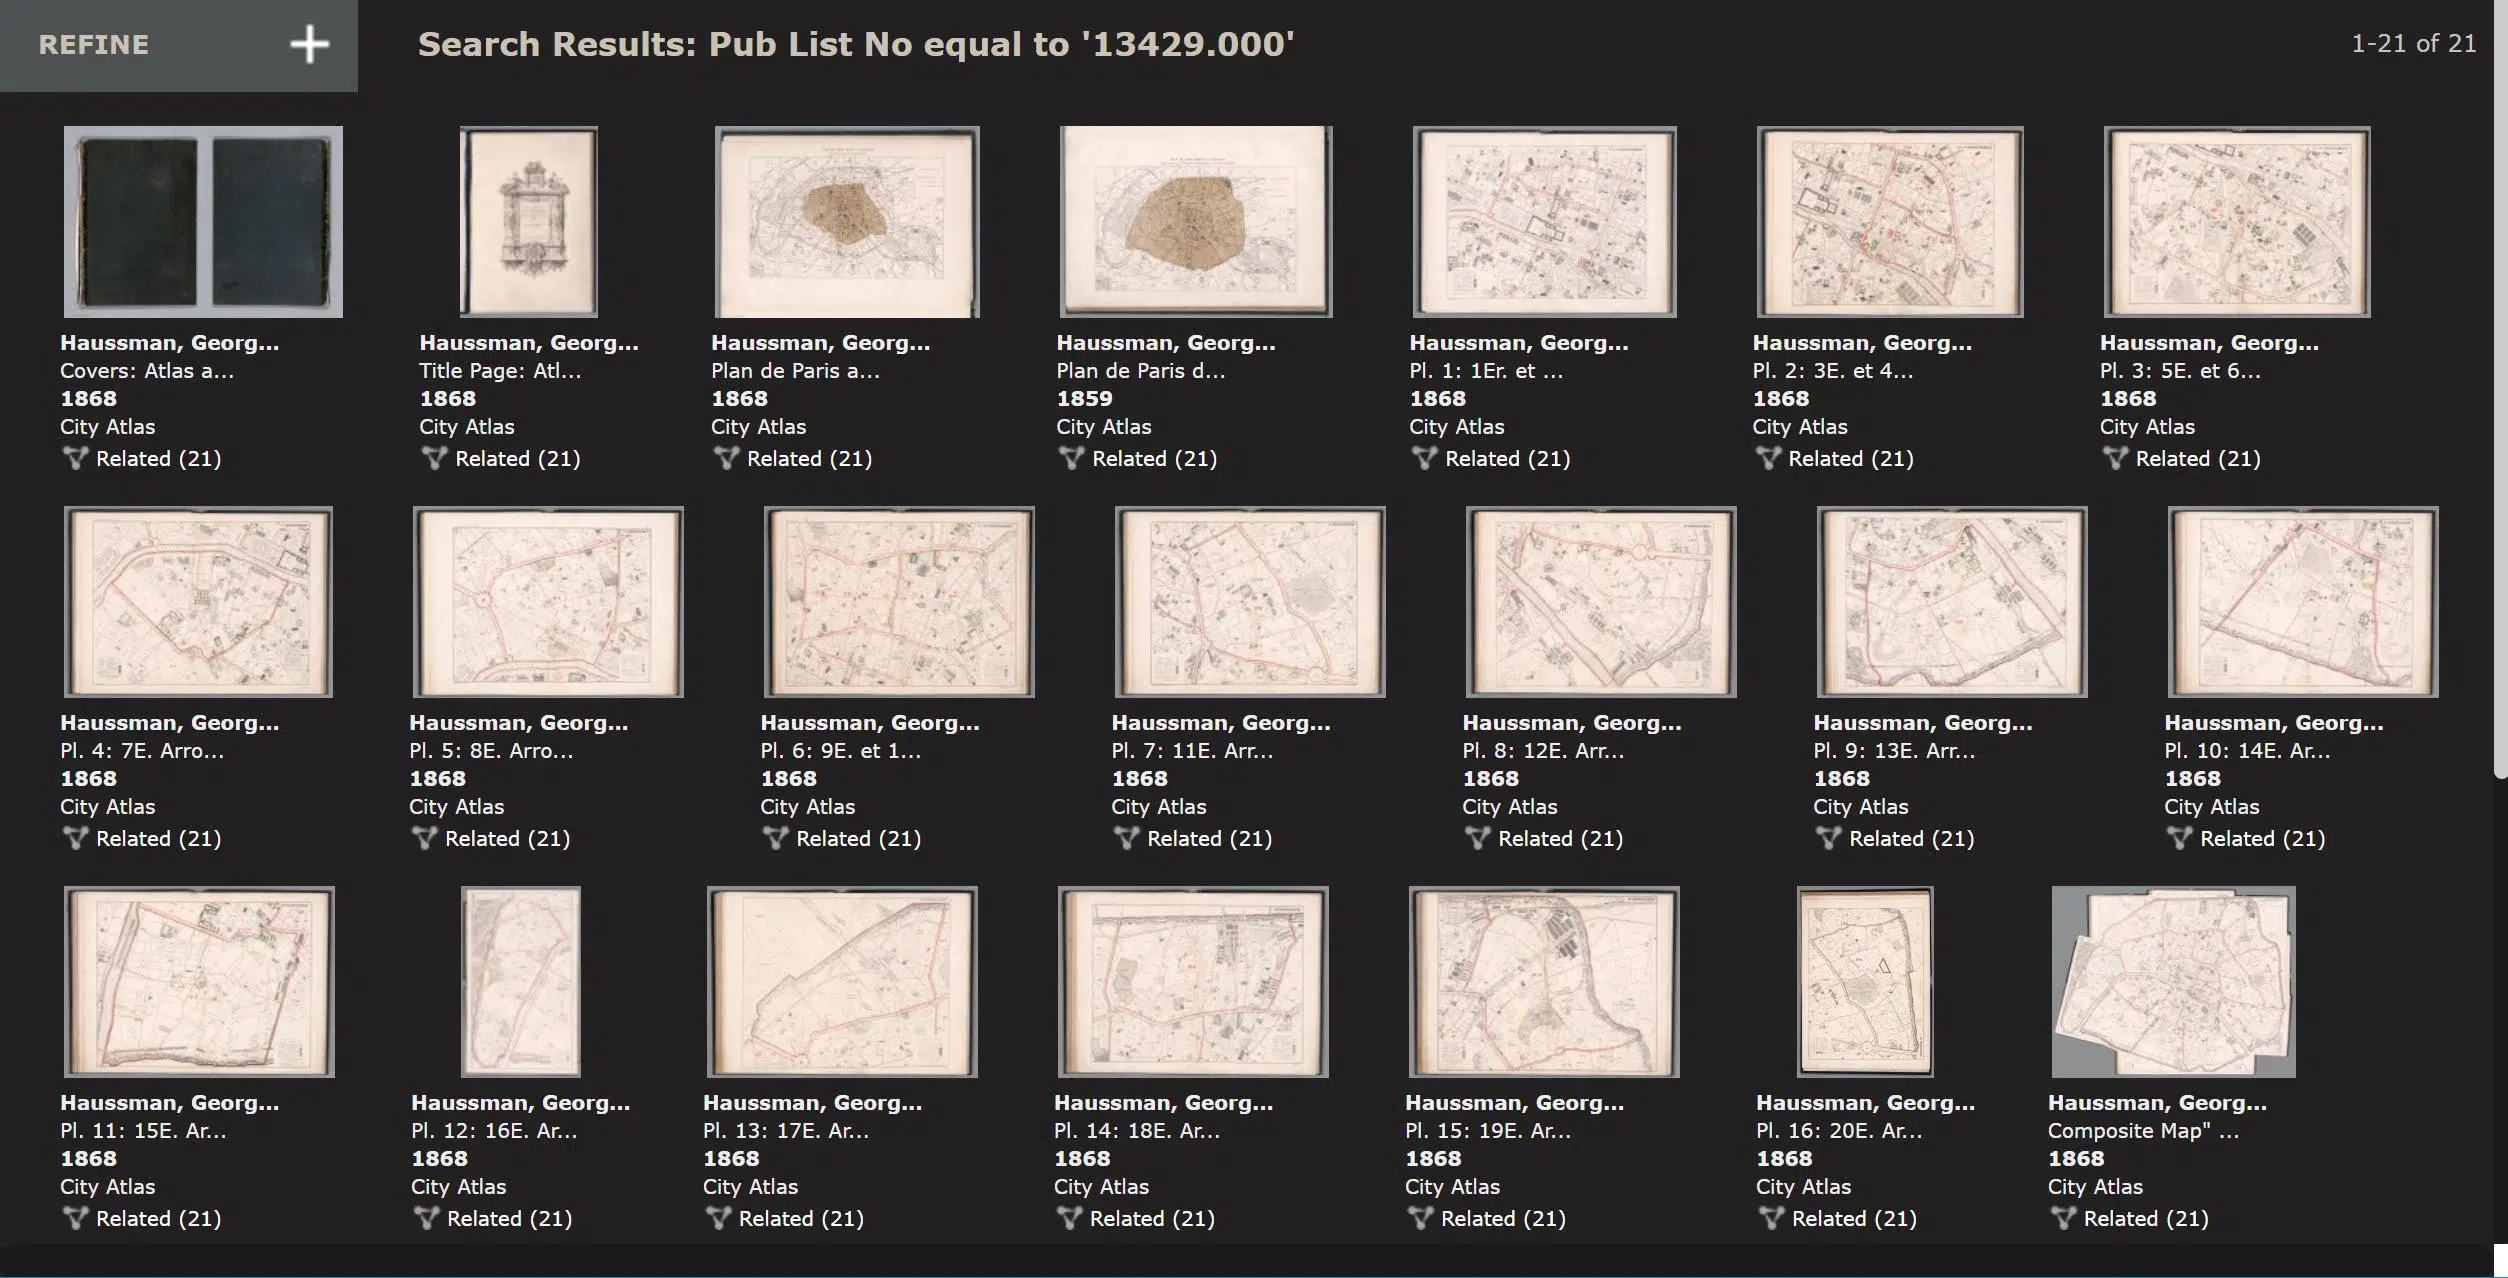 REFINE
Search Results: Pub List No equal to '13429.000'
1-21 of 21
Haussman, Georg...
Covers: Atlas a...
1868
City Atlas
Related (21)
Haussman, Georg...
Title Page: Atl...
1868
City Atlas
Related (21)
Haussman, Georg...
Plan de Paris a...
1868
City Atlas
Related (21)
Haussman, Georg...
Plan de Paris d...
1859
City Atlas
Related (21)
Haussman, Georg...
Pl. 1: 1Er. et ...
1868
City Atlas
Related (21)
Haussman, Georg...
Pl. 2: 3E. et 4...
1868
City Atlas
Related (21)
Haussman, Georg...
Pl. 3: 5E. et 6...
1868
City Atlas
Related (21)
Haussman, Georg...
Pl. 4: 7E. Arro...
1868
City Atlas
Related (21)
Haussman, Georg...
Pl. 5: 8E. Arro...
1868
City Atlas
Related (21)
Haussman, Georg...
Pl. 6: 9E. et 1...
1868
City Atlas
Related (21)
Haussman, Georg...
Pl. 7: 11E. Arr...
1868
City Atlas
Related (21)
Haussman, Georg...
Pl. 8: 12E. Arr...
1868
City Atlas
Related (21)
Haussman, Georg...
Pl. 9: 13E. Arr...
1868
City Atlas
Related (21)
Haussman, Georg...
Pl. 10: 14E. Ar...
1868
City Atlas
Related (21)
Haussman, Georg...
Pl. 11: 15E. Ar...
1868
City Atlas
Related (21)
Haussman, Georg...
Pl. 12: 16E. Ar...
1868
City Atlas
Related (21)
Haussman, Georg...
Pl. 13: 17E. Ar...
1868
City Atlas
Related (21)
Haussman, Georg...
Pl. 14: 18E. Ar...
1868
City Atlas
Related (21)
Haussman, Georg...
Pl. 15: 19E. Ar...
1868
City Atlas
Related (21)
Haussman, Georg...
Pl. 16: 20E. Ar...
1868
City Atlas
Related (21)
Haussman, Georg...
Composite Map" ...
1868
City Atlas
Related (21)